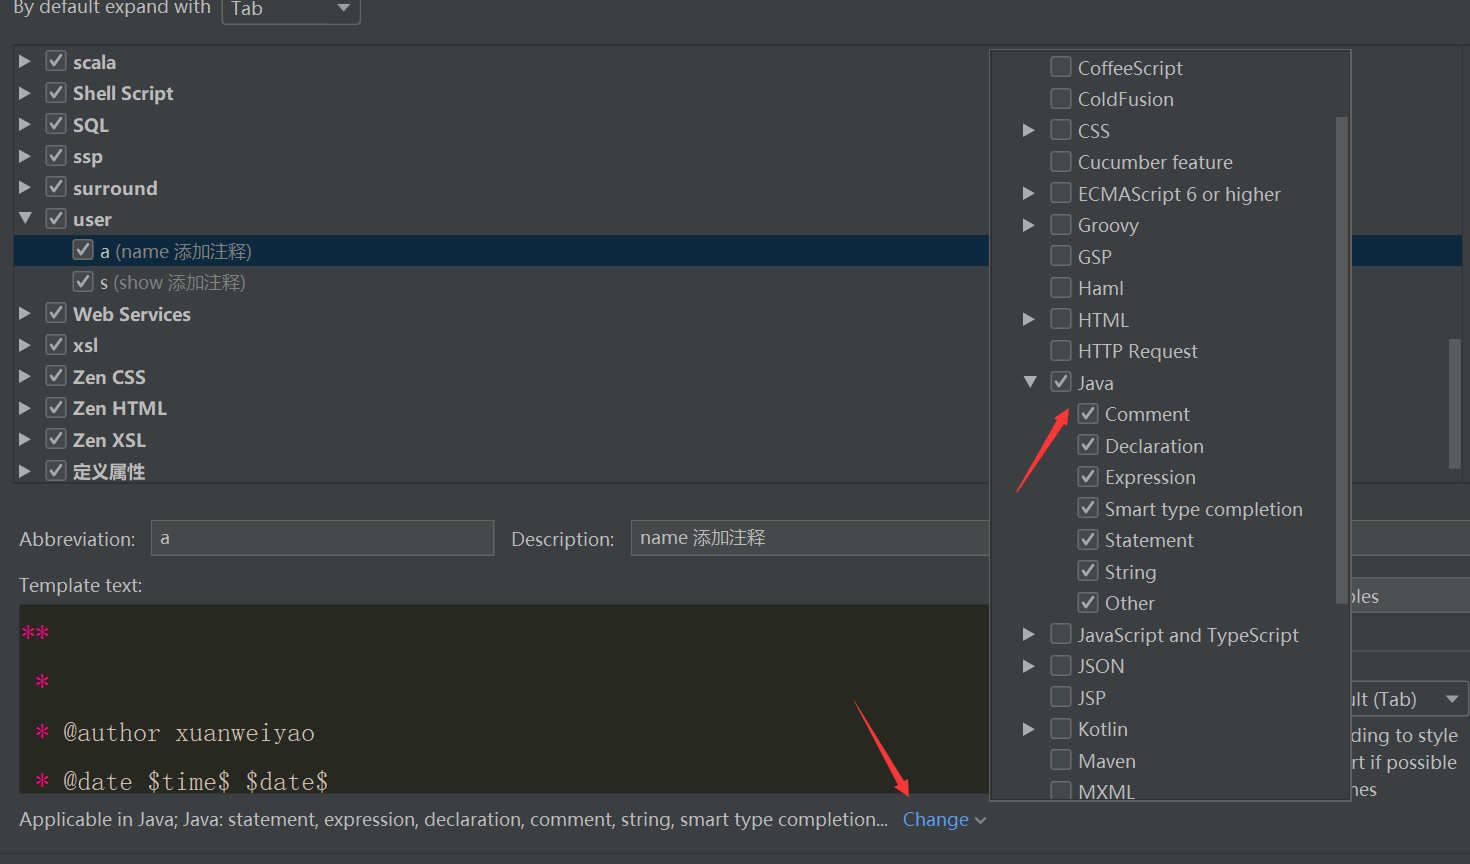 By default expand with Tab
scala
Shell Script
SQL
ssp
surround
user
a (name 添加注释)
s (show 添加注释)
Web Services
xsl
Zen CSS
Zen HTML
Zen XSL
定义属性
CoffeeScript
ColdFusion
CSS
Cucumber feature
ECMAScript 6 or higher
Groovy
GSP
Haml
HTML
HTTP Request
Java
Comment
Declaration
Expression
Smart type completion
Statement
String
Other
JavaScript and TypeScript
JSON
JSP
Kotlin
Maven
MXML
Abbreviation: a Description: name 添加注释
Template text:
**
*
* @author xuanweiyao
* @date $time$ $date$
Applicable in Java; Java: statement, expression, declaration, comment, string, smart type completion... Change
(Tab)
to style
if possible